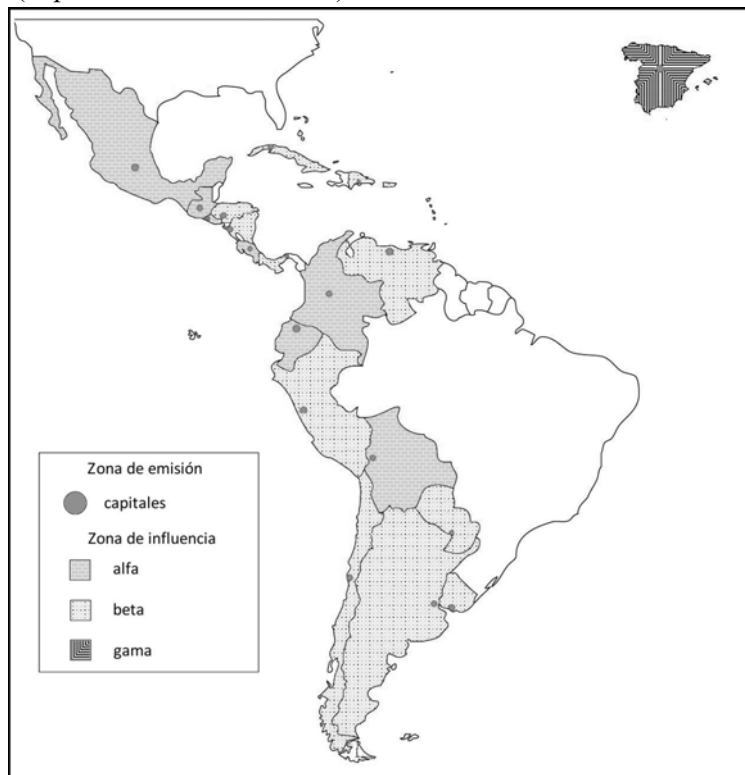 Zona de emisión
capitales
Zona de influencia
alfa
beta
gama